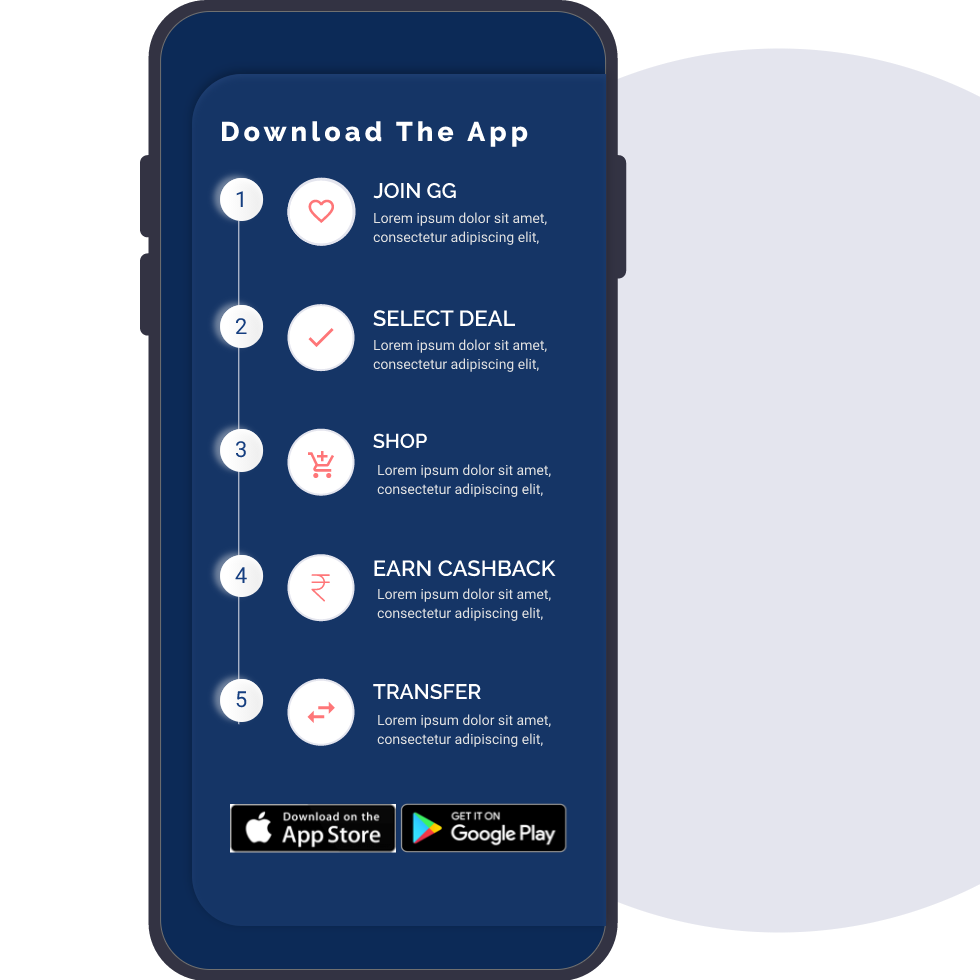 Download The App
1
JOIN GG
Lorem ipsum dolor sit amet,
consectetur adipiscing elit,
2
SELECT DEAL
Lorem ipsum dolor sit amet,
consectetur adipiscing elit,
3
SHOP
Lorem ipsum dolor sit amet,
consectetur adipiscing elit,
4
₹
EARN CASHBACK
Lorem ipsum dolor sit amet,
consectetur adipiscing elit,
5
TRANSFER
Lorem ipsum dolor sit amet,
consectetur adipiscing elit,
Download on the
App Store
GET IT ON
Google Play